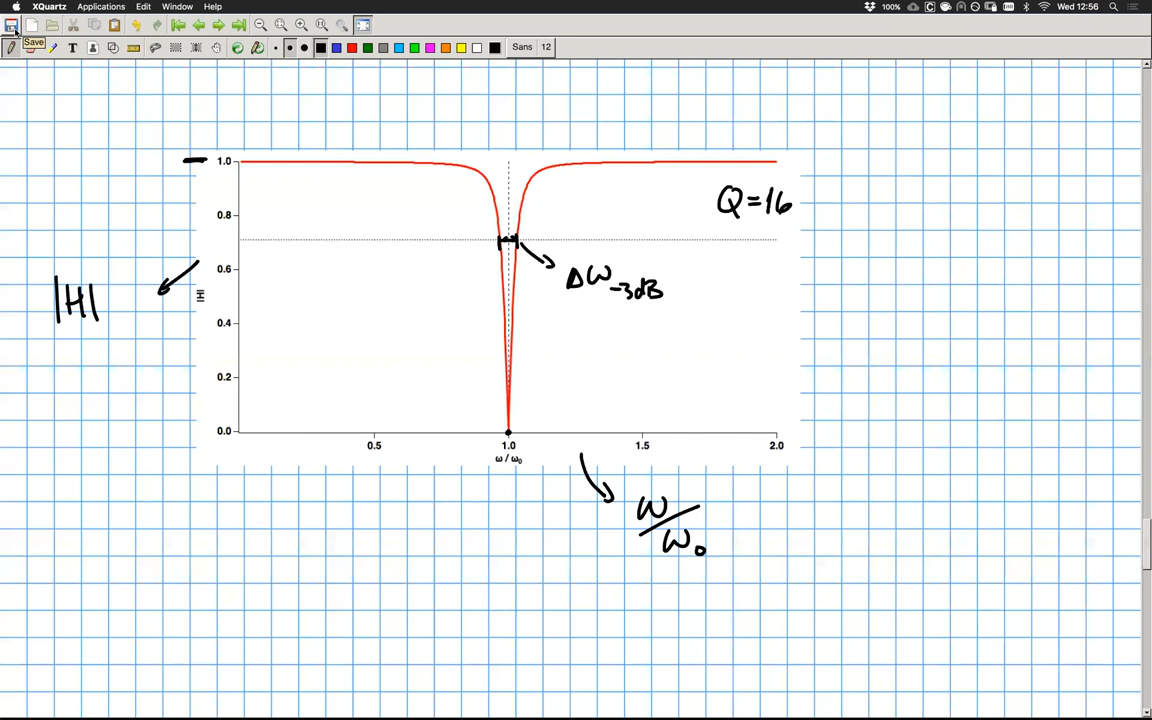 XQuartz Applications Edit Window Help
100% Wed 12:56
Save
T
Sans 12
1.0
0.8
0.6
0.4
0.2
0.0
|H|
0.5 1.0 1.5 2.0
ω / ω0
Q=16
Δω-3dB
|H|
ω/ω0